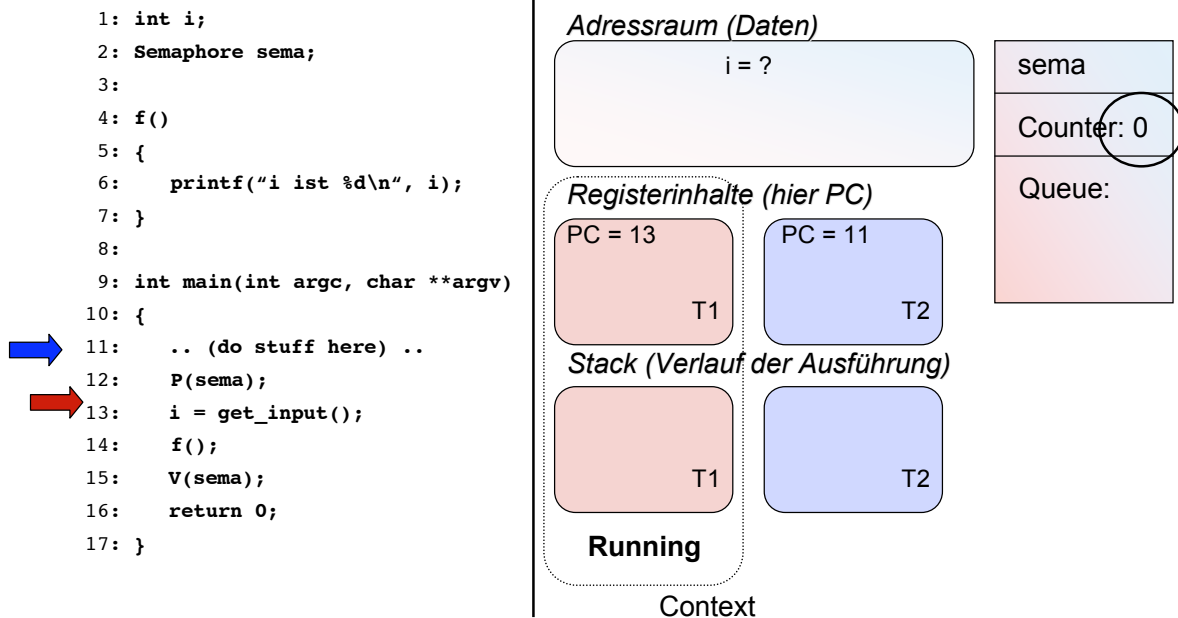 1: int i;
2: Semaphore sema;
3:
4: f()
5: {
6: printf(“i ist %d\n“, i);
7: }
8:
9: int main(int argc, char **argv)
10: {
11: .. (do stuff here) ..
12: P(sema);
13: i = get_input();
14: f();
15: V(sema);
16: return 0;
17: }
Adressraum (Daten)
i = ?
sema
Counter: 0
Queue:
Registerinhalte (hier PC)
PC = 13
T1
PC = 11
T2
Stack (Verlauf der Ausführung)
T1
T2
Running
Context